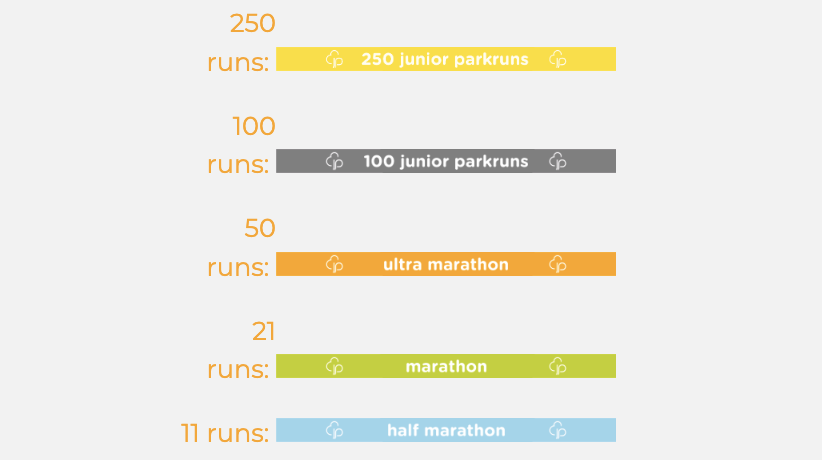 250
runs:
250 junior parkruns
100
runs:
100 junior parkruns
50
runs:
ultra marathon
21
runs:
marathon
11 runs:
half marathon